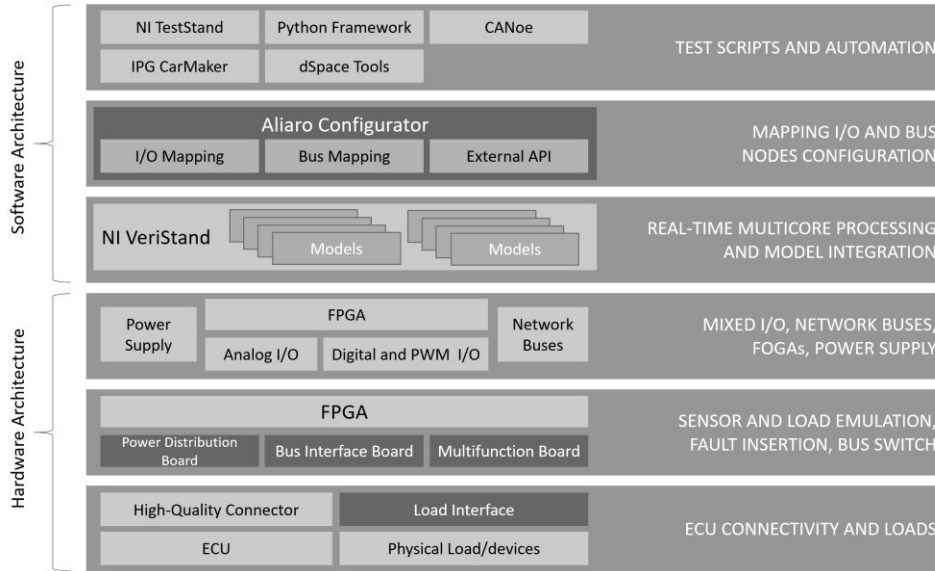 Software Architecture
NI TestStand
Python Framework
CANoe
IPG CarMaker
dSpace Tools
TEST SCRIPTS AND AUTOMATION
Aliaro Configurator
I/O Mapping
Bus Mapping
External API
MAPPING I/O AND BUS
NODES CONFIGURATION
NI VeriStand
Models
Models
REAL-TIME MULTICORE PROCESSING
AND MODEL INTEGRATION
Hardware Architecture
Power
Supply
FPGA
Analog I/O
Digital and PWM I/O
Network
Buses
MIXED I/O, NETWORK BUSES,
FOGAs, POWER SUPPLY
FPGA
Power Distribution
Board
Bus Interface Board
Multifunction Board
SENSOR AND LOAD EMULATION,
FAULT INSERTION, BUS SWITCH
High-Quality Connector
Load Interface
ECU
Physical Load/devices
ECU CONNECTIVITY AND LOADS